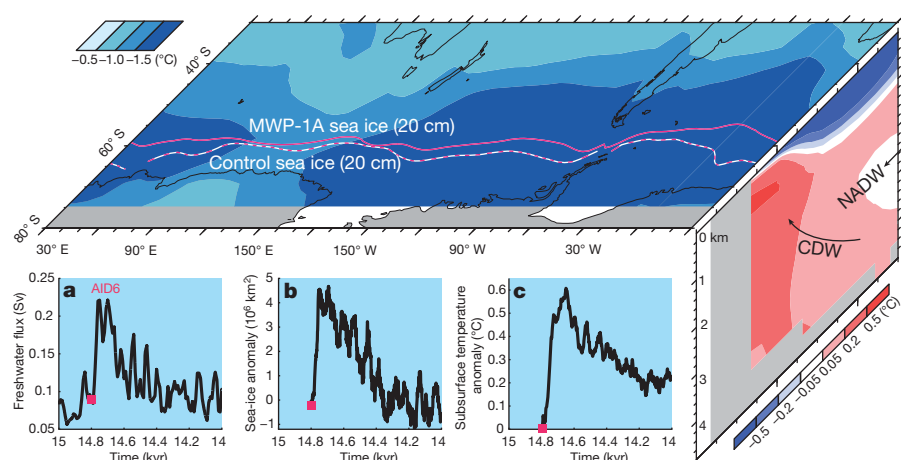 −0.5 −1.0 −1.5 (°C)
40° S
60° S
80° S
MWP-1A sea ice (20 cm)
Control sea ice (20 cm)
30° E 90° E 150° E 150° W 90° W 30° W
NADW
CDW
0 km
1
2
3
4
−0.5 −0.2 −0.05 0.05 0.2 0.5 (°C)
a
AID6
Freshwater flux (Sv)
0.25
0.2
0.15
0.1
0.05
15 14.8 14.6 14.4 14.2 14
Time (kyr)
b
Sea-ice anomaly (10⁶ km²)
5
4
3
2
1
0
−1
15 14.8 14.6 14.4 14.2 14
Time (kyr)
c
Subsurface temperature
anomaly (°C)
0.6
0.4
0.3
0.2
0.1
0
15 14.8 14.6 14.4 14.2 14
Time (kyr)